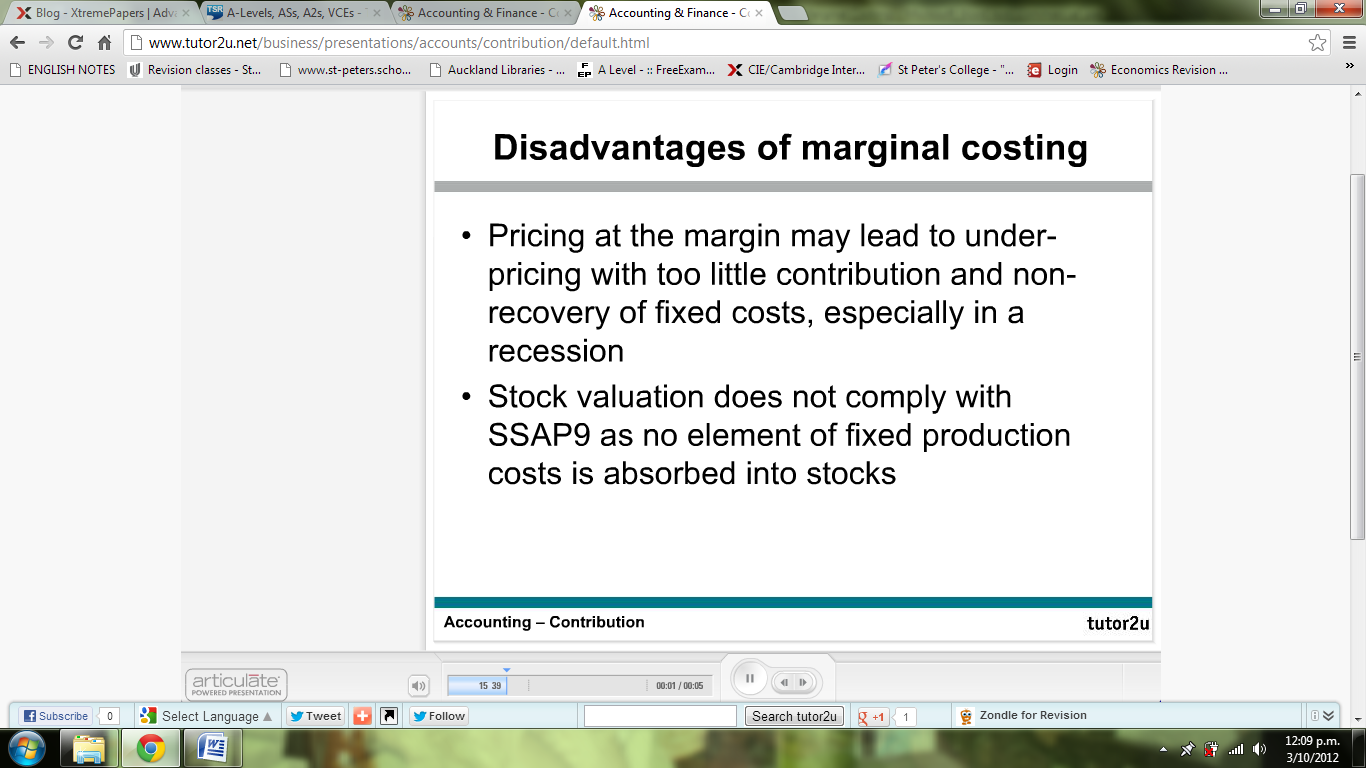 Blog - XtremePapers | Adva
TSR A-Levels, ASs, A2s, VCEs - 
Accounting & Finance - Co
Accounting & Finance - Co
www.tutor2u.net/business/presentations/accounts/contribution/default.html
ENGLISH NOTES
Revision classes - St...
www.st-peters.scho...
Auckland Libraries - ...
FEP A Level - :: FreeExam...
CIE/Cambridge Inter...
St Peter's College - "...
Login
Economics Revision ...
»
Disadvantages of marginal costing
• Pricing at the margin may lead to under-
pricing with too little contribution and non-
recovery of fixed costs, especially in a
recession
• Stock valuation does not comply with
SSAP9 as no element of fixed production
costs is absorbed into stocks
Accounting – Contribution
tutor2u
articulate
POWERED PRESENTATION
15 39
00:01 / 00:05
Subscribe 0
Select Language
Tweet
Follow
Search tutor2u
g +1 1
Zondle for Revision
12:09 p.m.
3/10/2012